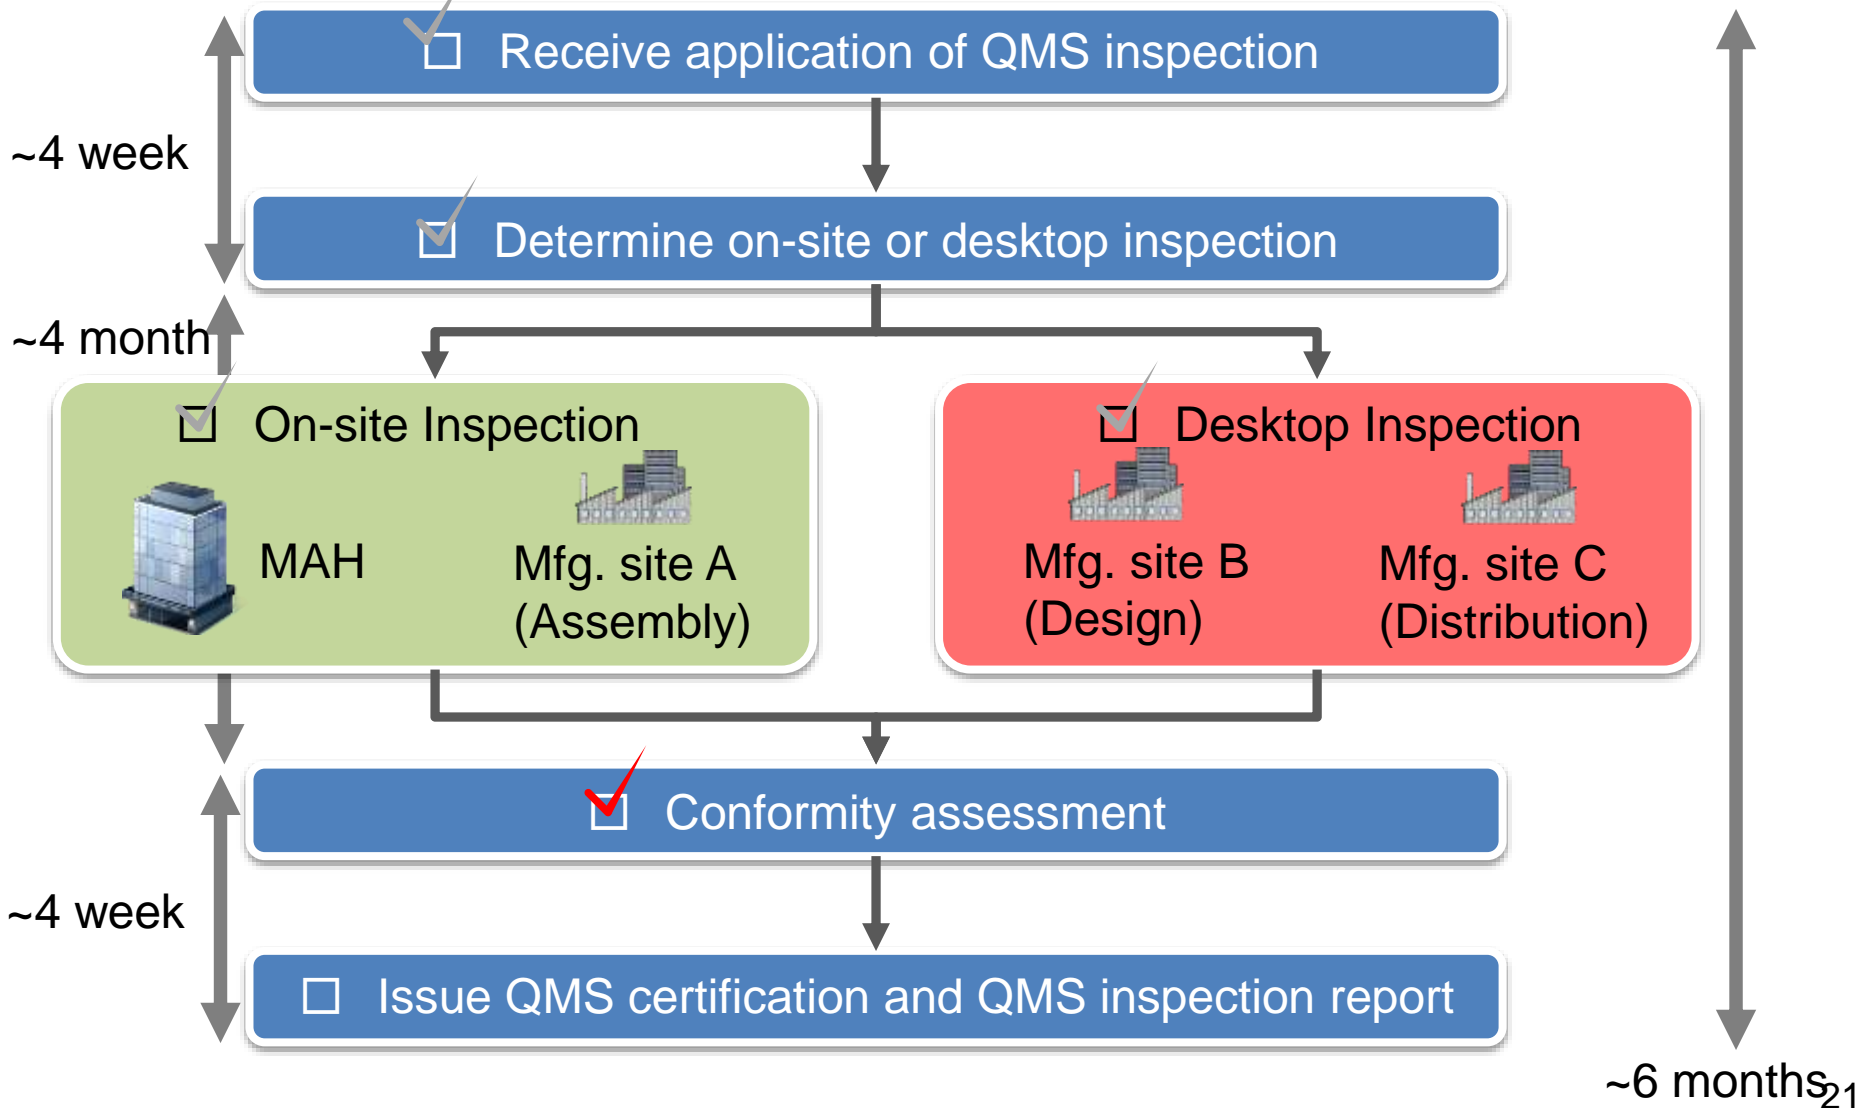 Receive application of QMS inspection
~4 week
Determine on-site or desktop inspection
~4 month
On-site Inspection
MAH
Mfg. site A
(Assembly)
Desktop Inspection
Mfg. site B
(Design)
Mfg. site C
(Distribution)
Conformity assessment
~4 week
Issue QMS certification and QMS inspection report
~6 months
21